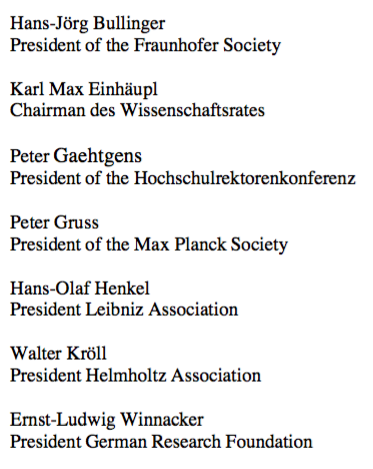 Hans-Jörg Bullinger
President of the Fraunhofer Society
Karl Max Einhäupl
Chairman des Wissenschaftsrates
Peter Gaehtgens
President of the Hochschulrektorenkonferenz
Peter Gruss
President of the Max Planck Society
Hans-Olaf Henkel
President Leibniz Association
Walter Kröll
President Helmholtz Association
Ernst-Ludwig Winnacker
President German Research Foundation